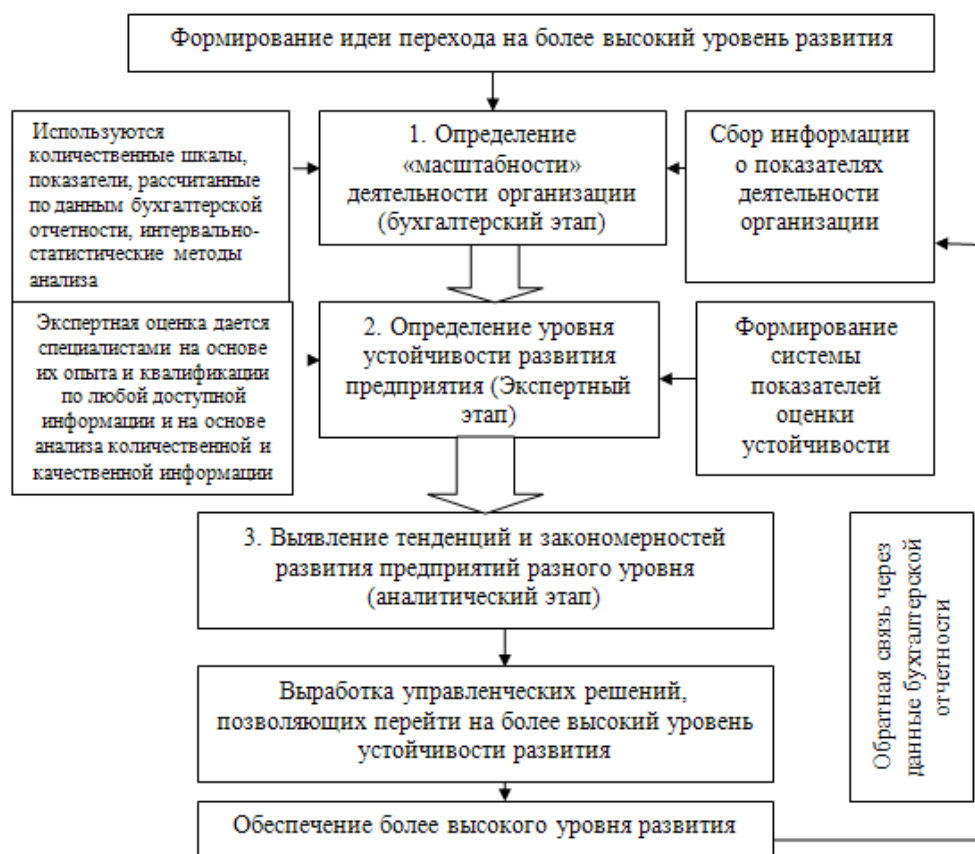 Формирование идеи перехода на более высокий уровень развития
Используются
количественные шкалы,
показатели, рассчитанные
по данным бухгалтерской
отчетности, интервально-
статистические методы
анализа
1. Определение
«масштабности»
деятельности организации
(бухгалтерский этап)
Сбор информации
о показателях
деятельности
организации
Экспертная оценка дается
специалистами на основе
их опыта и квалификации
по любой доступной
информации и на основе
анализа количественной и
качественной информации
2. Определение уровня
устойчивости развития
предприятия (Экспертный
этап)
Формирование
системы
показателей
оценки
устойчивости
3. Выявление тенденций и закономерностей
развития предприятий разного уровня
(аналитический этап)
Обратная связь через
данные бухгалтерской
отчетности
Выработка управленческих решений,
позволяющих перейти на более высокий уровень
устойчивости развития
Обеспечение более высокого уровня развития